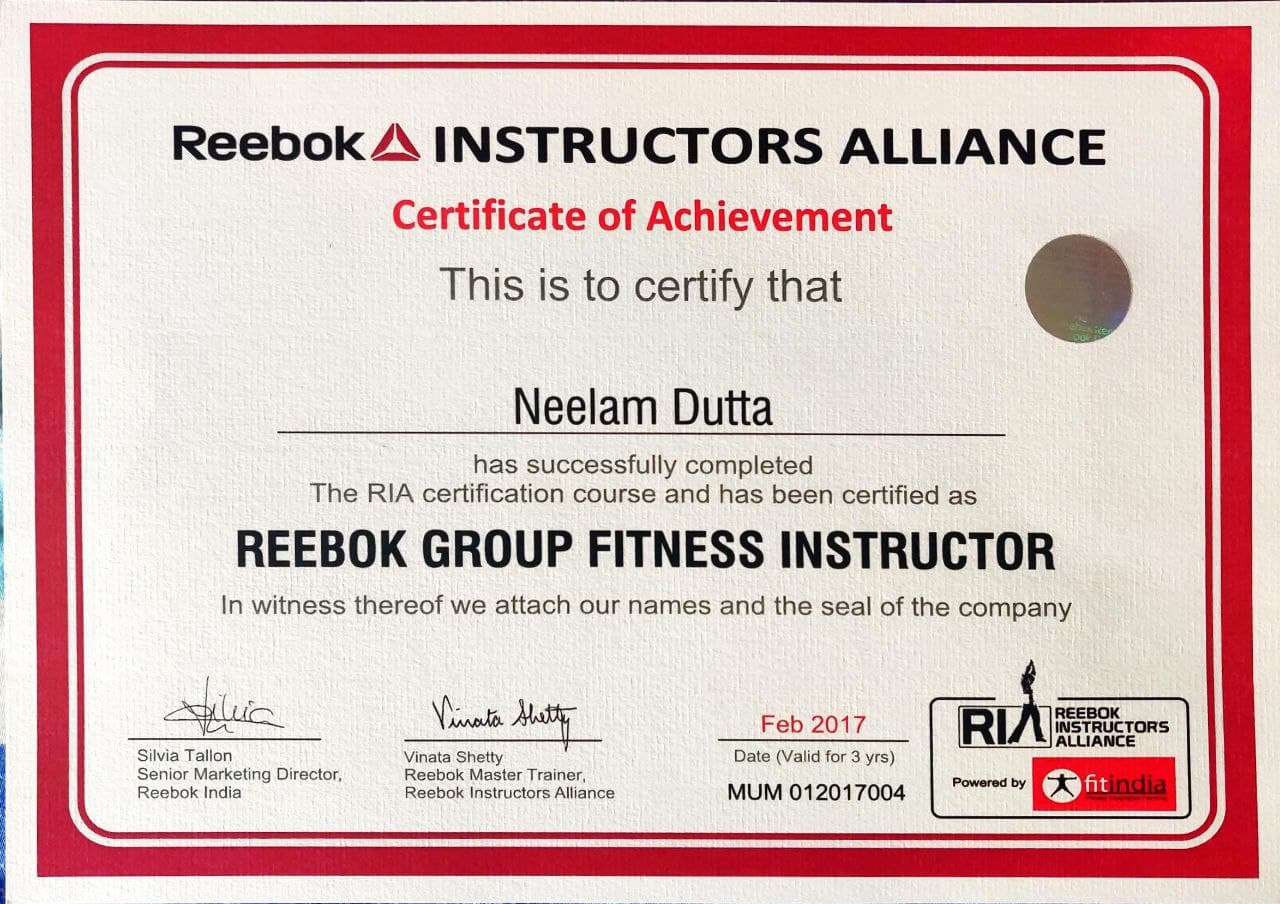 Reebok INSTRUCTORS ALLIANCE
Certificate of Achievement
This is to certify that
Neelam Dutta
has successfully completed
The RIA certification course and has been certified as
REEBOK GROUP FITNESS INSTRUCTOR
In witness thereof we attach our names and the seal of the company
Silvia
Silvia Tallon
Senior Marketing Director,
Reebok India
Vinata Shetty
Vinata Shetty
Reebok Master Trainer,
Reebok Instructors Alliance
Feb 2017
Date (Valid for 3 yrs)
MUM 012017004
RIA REEBOK
INSTRUCTORS
ALLIANCE
Powered by fitindia